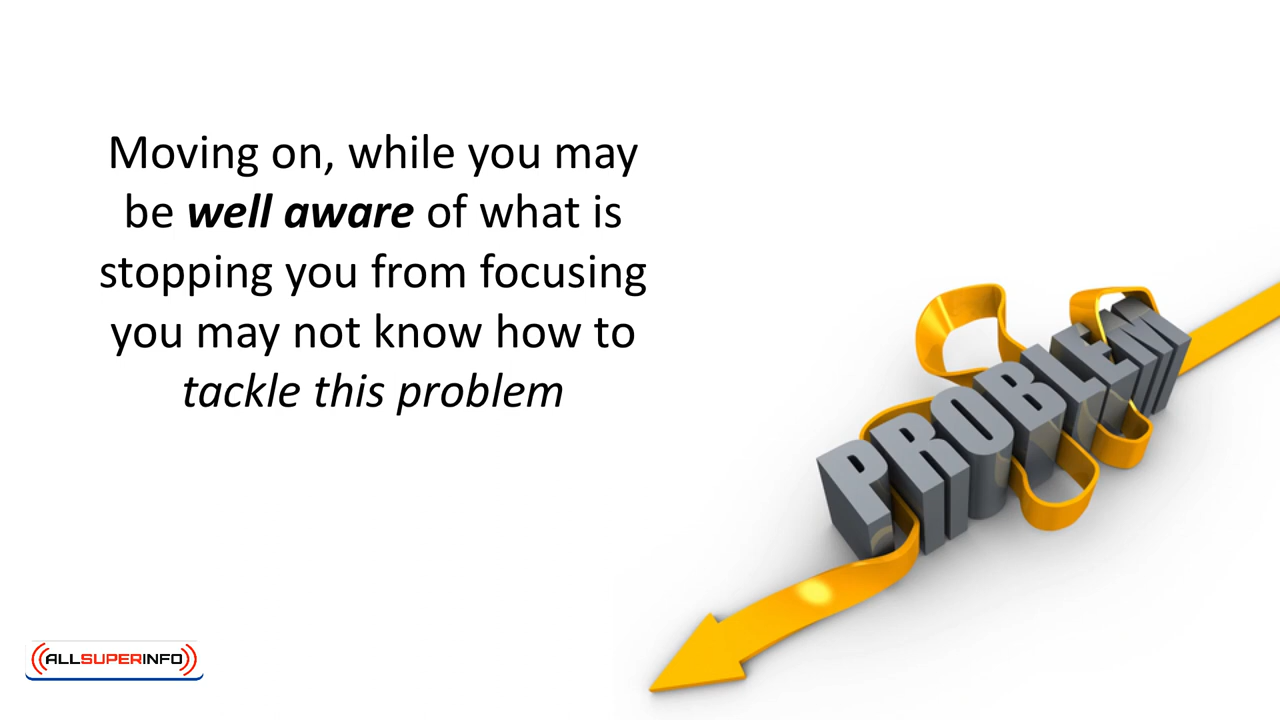 Moving on, while you may
be well aware of what is
stopping you from focusing
you may not know how to
tackle this problem
PROBLEM
((ALLSUPERINFO))